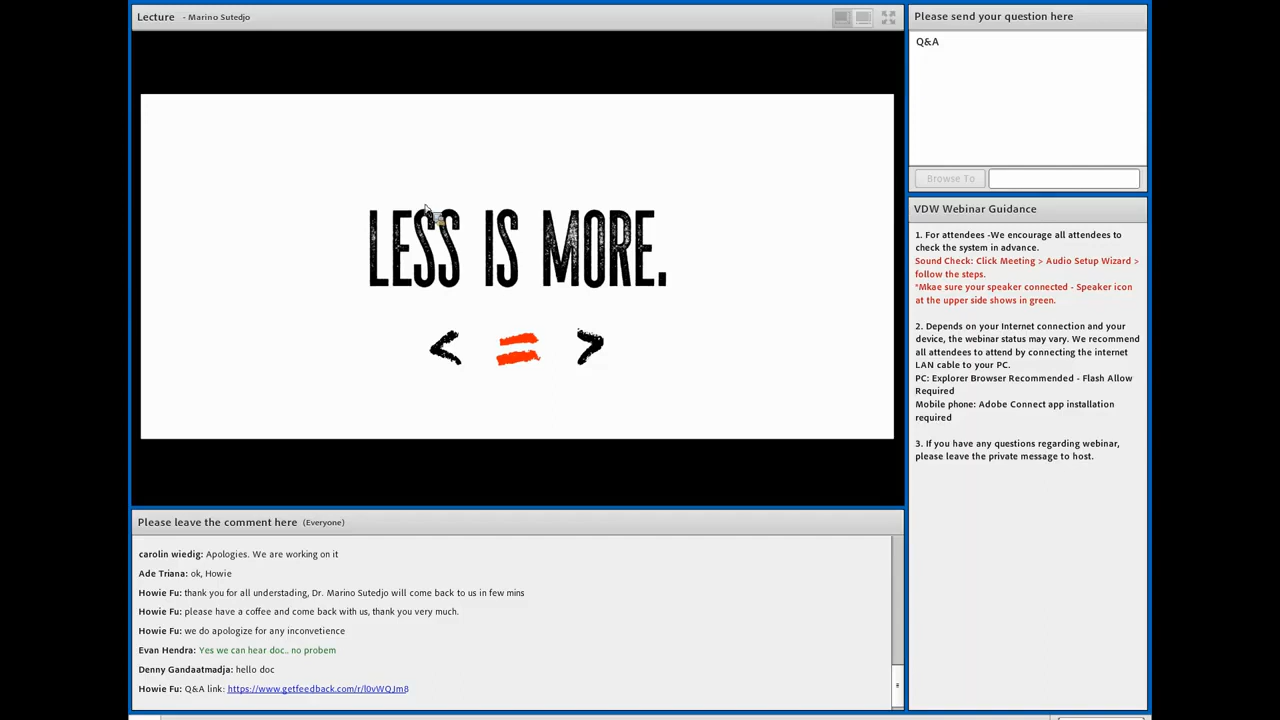 Lecture - Marino Sutedjo
LESS IS MORE.
< = >
Please leave the comment here (Everyone)
carolin wiedig: Apologies. We are working on it
Ade Triana: ok, Howie
Howie Fu: thank you for all understading, Dr. Marino Sutedjo will come back to us in few mins
Howie Fu: please have a coffee and come back with us, thank you very much.
Howie Fu: we do apologize for any inconvetience
Evan Hendra: Yes we can hear doc.. no probem
Denny Gandaatmadja: hello doc
Howie Fu: Q&A link: https://www.getfeedback.com/r/l0vWQJm8
Please send your question here
Q&A
Browse To
VDW Webinar Guidance
1. For attendees -We encourage all attendees to
check the system in advance.
Sound Check: Click Meeting > Audio Setup Wizard >
follow the steps.
*Mkae sure your speaker connected - Speaker icon
at the upper side shows in green.
2. Depends on your Internet connection and your
device, the webinar status may vary. We recommend
all attendees to attend by connecting the internet
LAN cable to your PC.
PC: Explorer Browser Recommended - Flash Allow
Required
Mobile phone: Adobe Connect app installation
required
3. If you have any questions regarding webinar,
please leave the private message to host.